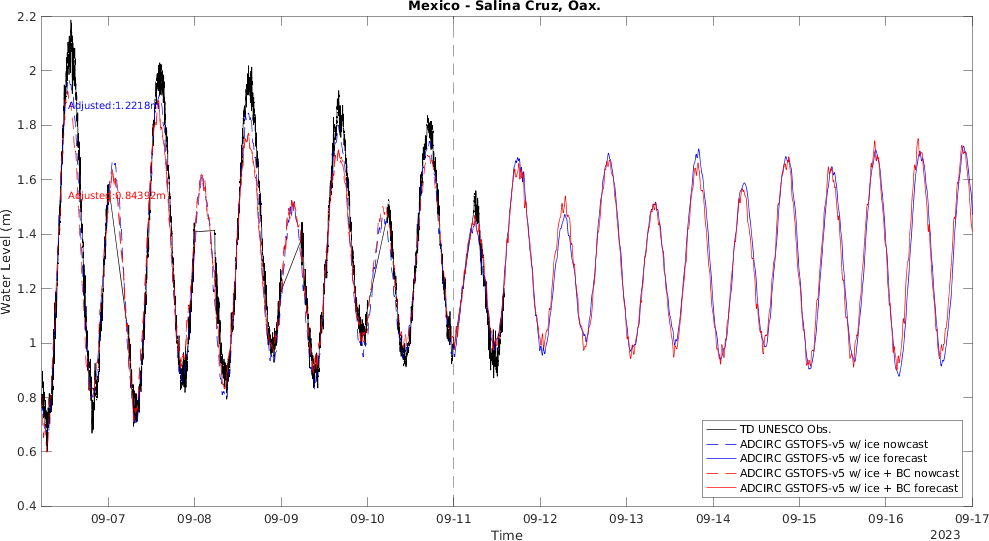 Mexico - Salina Cruz, Oax.
2.2
2
1.8
1.6
1.4
1.2
1
0.8
0.6
0.4
Water Level (m)
Adjusted:1.2218m
Adjusted:0.84392m
TD UNESCO Obs.
ADCIRC GSTOFS-v5 w/ ice nowcast
ADCIRC GSTOFS-v5 w/ ice forecast
ADCIRC GSTOFS-v5 w/ ice + BC nowcast
ADCIRC GSTOFS-v5 w/ ice + BC forecast
09-07 09-08 09-09 09-10 09-11 09-12 09-13 09-14 09-15 09-16 09-17
Time
2023